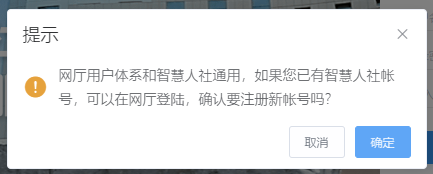 提示
网厅用户体系和智慧人社通用，如果您已有智慧人社帐
号，可以在网厅登陆，确认要注册新帐号吗？
取消
确定